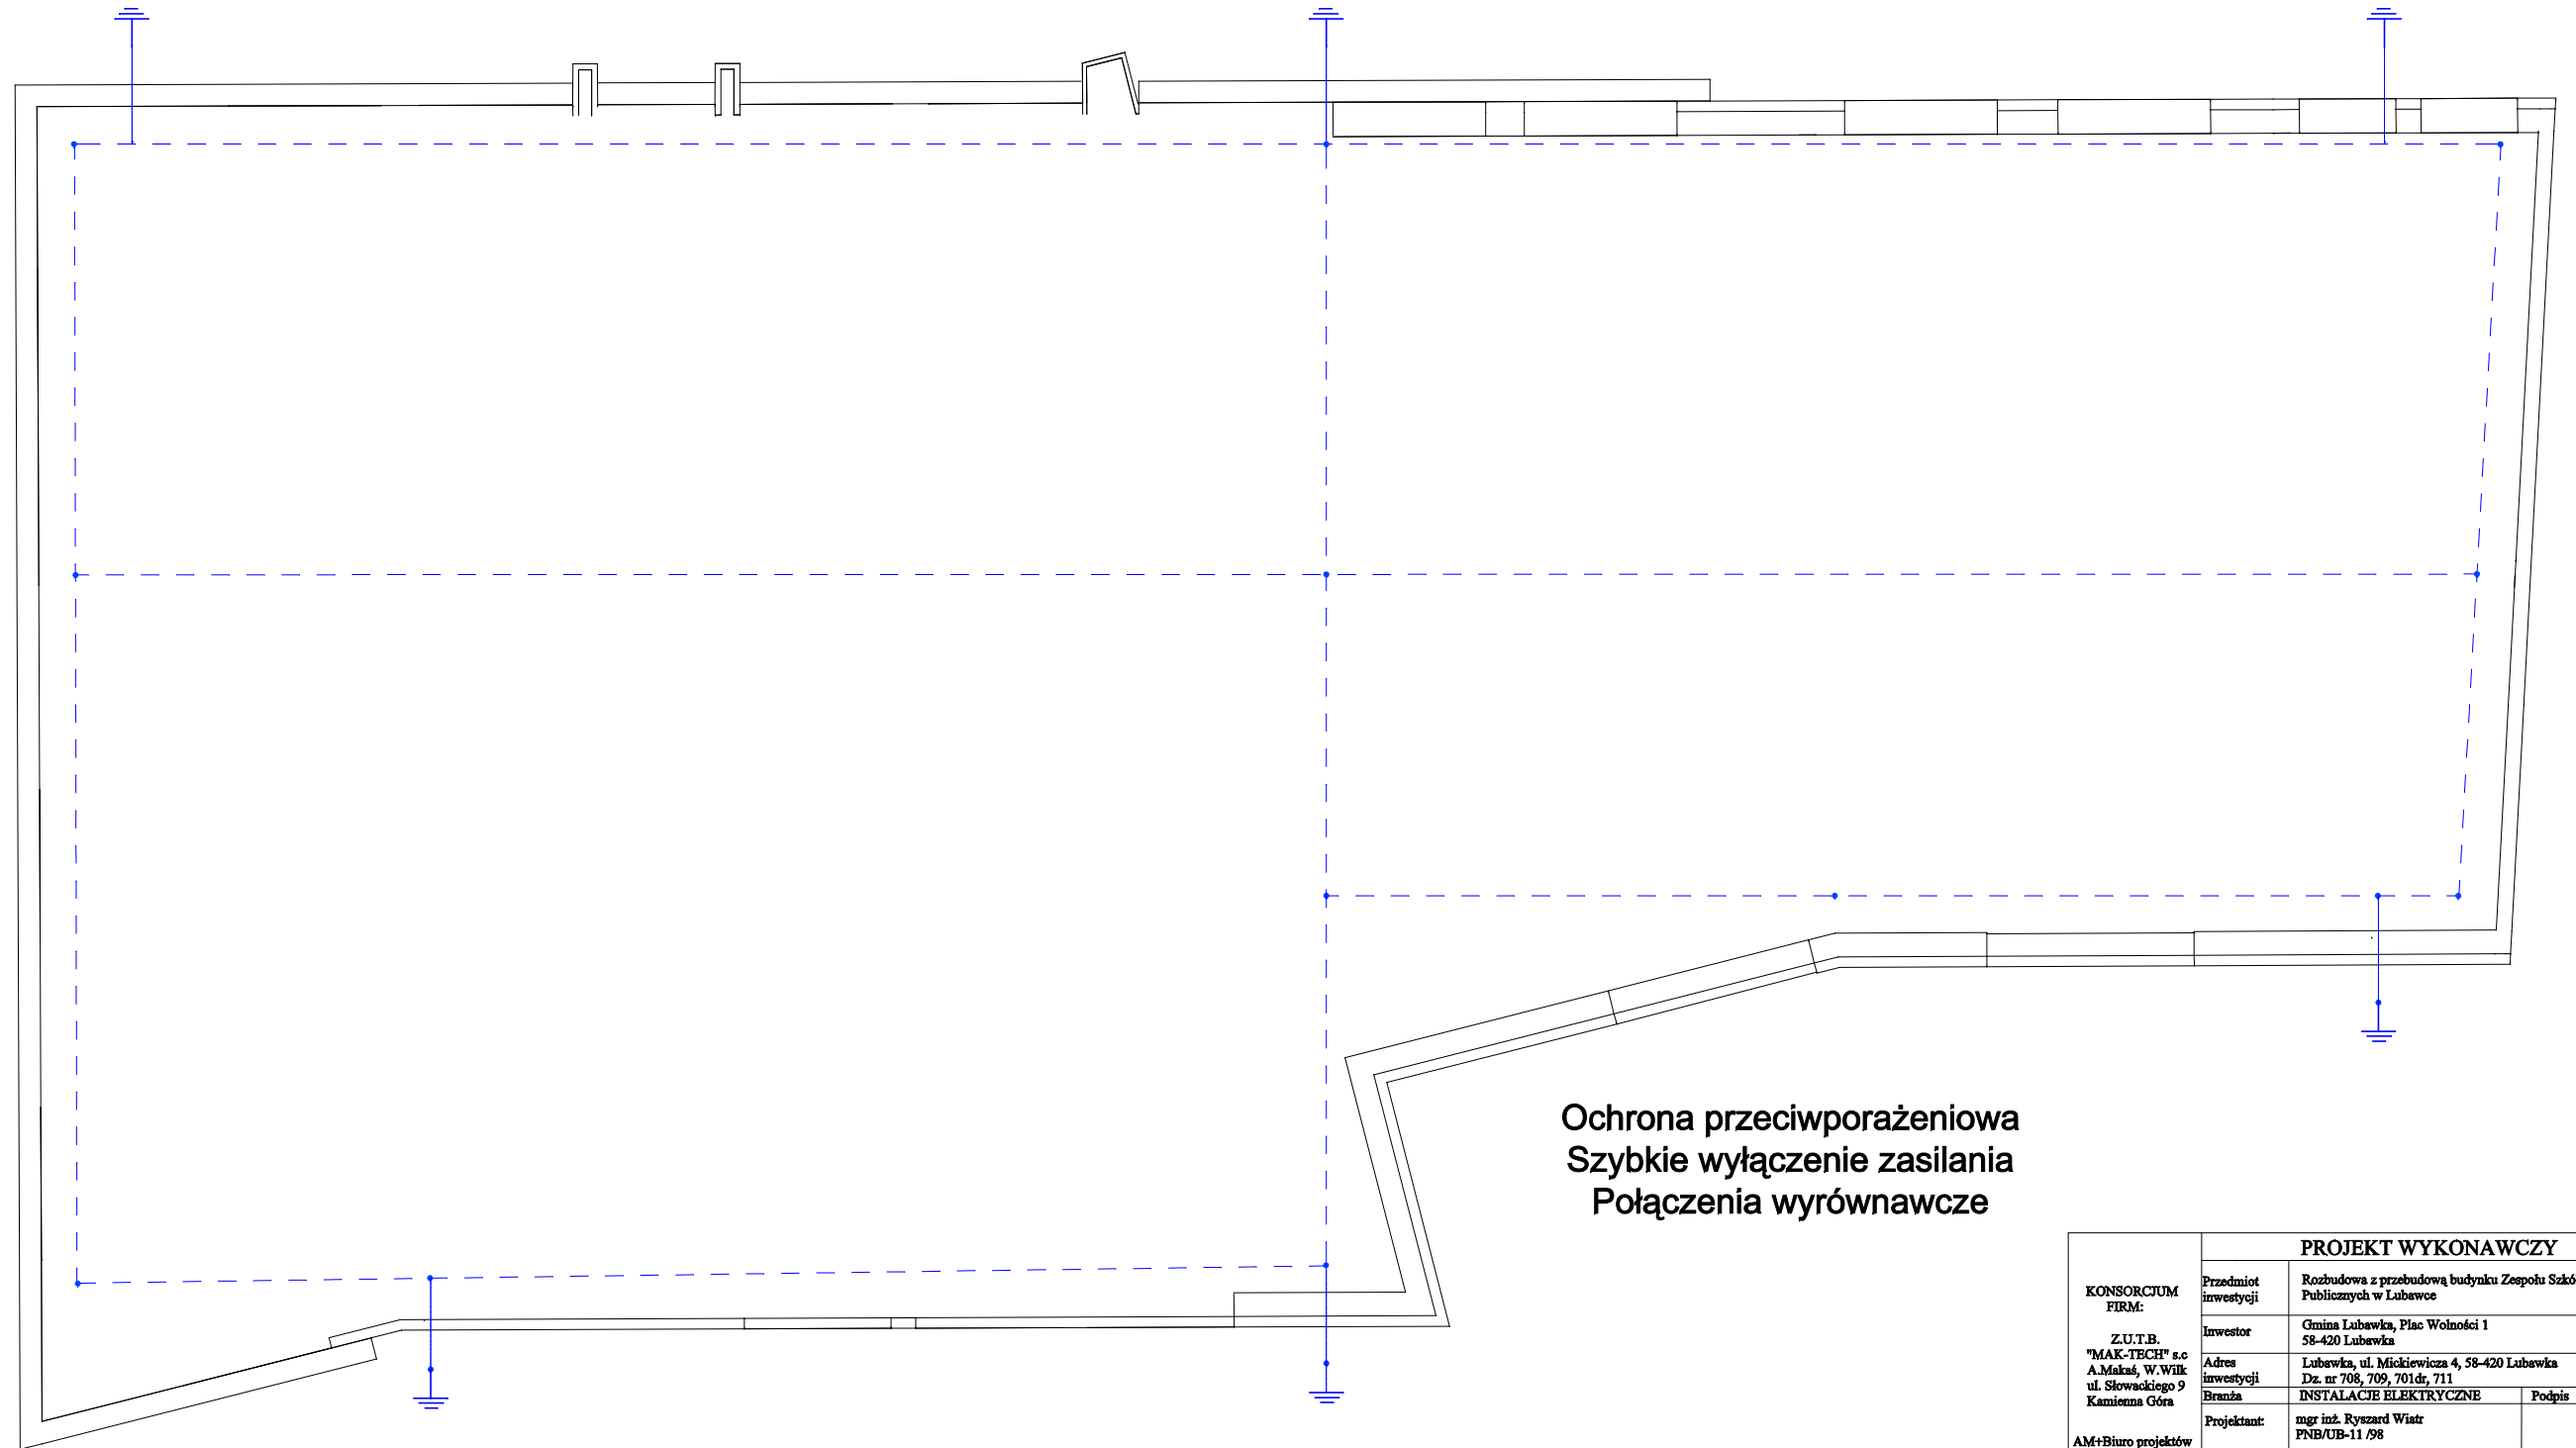 Ochrona przeciwporażeniowa
Szybkie wyłączenie zasilania
Połączenia wyrównawcze
PROJEKT WYKONAWCZY
KONSORCJUM
FIRM:
Z.U.T.B.
"MAK-TECH" s.c
A.Makaś, W.Wilk
ul. Słowackiego 9
Kamienna Góra
AM+Biuro projektów
Przedmiot
inwestycji
Rozbudowa z przebudową budynku Zespołu Szkó
Publicznych w Lubawce
Inwestor
Gmina Lubawka, Plac Wolności 1
58-420 Lubawka
Adres
inwestycji
Lubawka, ul. Mickiewicza 4, 58-420 Lubawka
Dz. nr 708, 709, 701dr, 711
Branża
INSTALACJE ELEKTRYCZNE
Podpis
Projektant:
mgr inż. Ryszard Wiatr
PNB/UB-11 /98